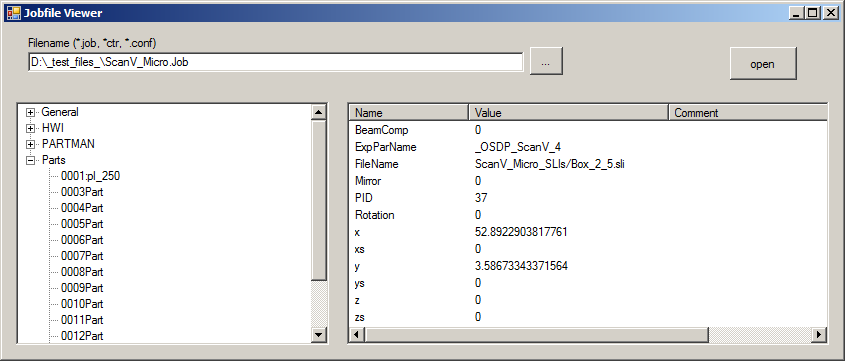 Jobfile Viewer
Filename (*.job, *ctr, *.conf)
D:\_test_files_\ScanV_Micro.Job
...
open
General
HWI
PARTMAN
Parts
0001:pl_250
0003Part
0004Part
0005Part
0006Part
0007Part
0008Part
0009Part
0010Part
0011Part
0012Part
Name Value Comment
BeamComp 0
ExpParName _OSDP_ScanV_4
FileName ScanV_Micro_SLIs/Box_2_5.sli
Mirror 0
PID 37
Rotation 0
x 52.8922903817761
xs 0
y 3.58673343371564
ys 0
z 0
zs 0